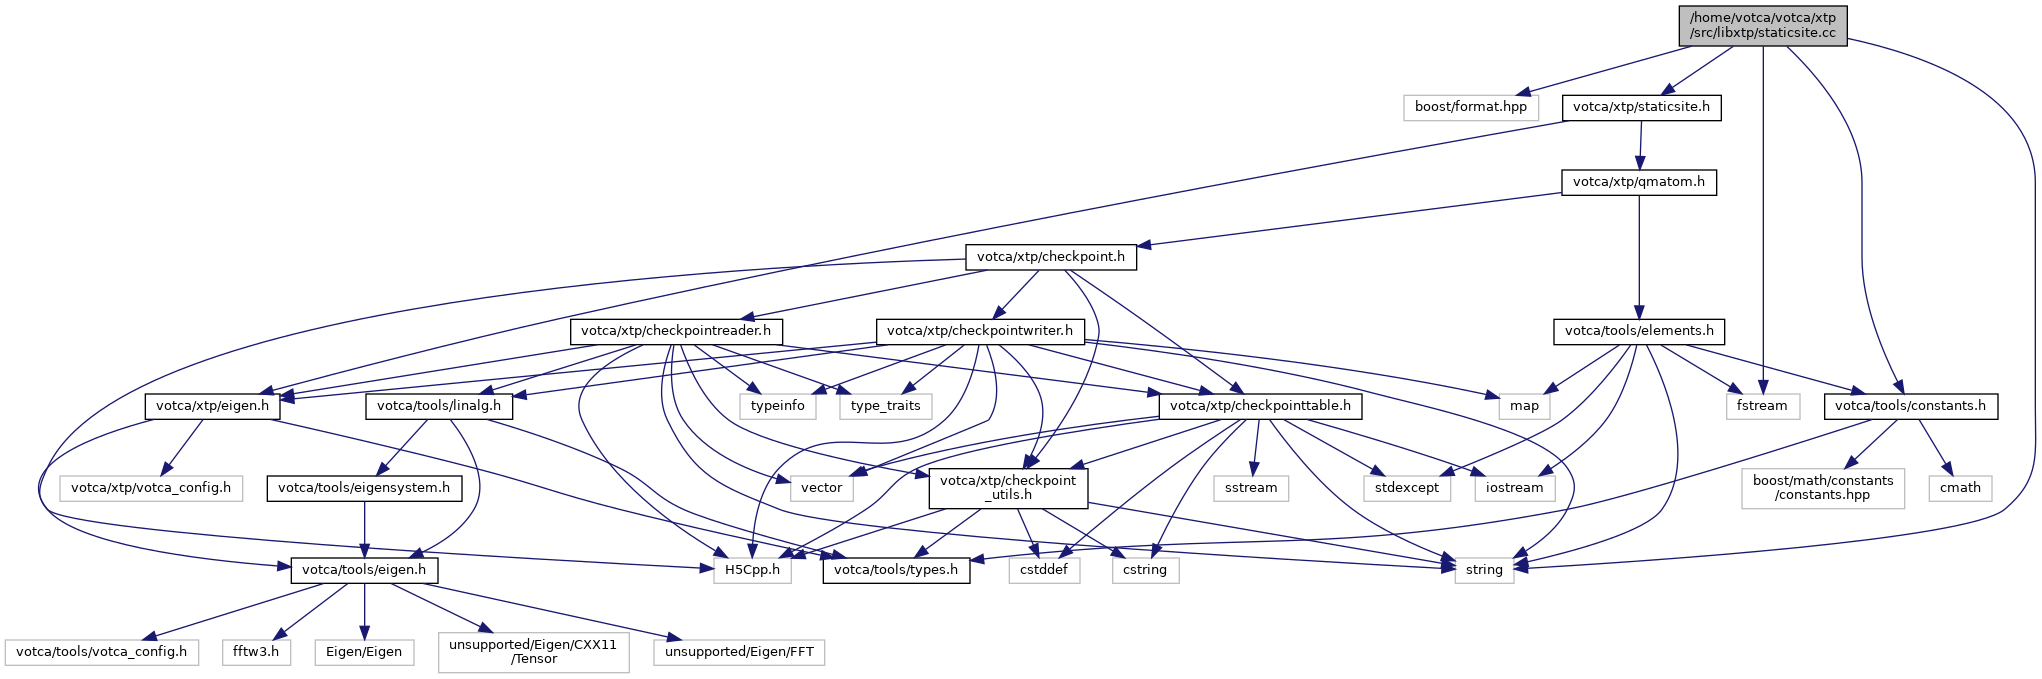 /home/votca/votca/xtp
/src/libxtp/staticsite.cc
boost/format.hpp
votca/xtp/staticsite.h
votca/xtp/qmatom.h
votca/xtp/checkpoint.h
votca/xtp/checkpointreader.h
votca/xtp/checkpointwriter.h
votca/tools/elements.h
votca/xtp/eigen.h
votca/tools/linalg.h
typeinfo
type_traits
votca/xtp/checkpointtable.h
map
fstream
votca/tools/constants.h
votca/xtp/votca_config.h
votca/tools/eigensystem.h
vector
votca/xtp/checkpoint
_utils.h
sstream
stdexcept
iostream
boost/math/constants
/constants.hpp
cmath
votca/tools/eigen.h
H5Cpp.h
votca/tools/types.h
cstddef
cstring
string
votca/tools/votca_config.h
fftw3.h
Eigen/Eigen
unsupported/Eigen/CXX11
/Tensor
unsupported/Eigen/FFT